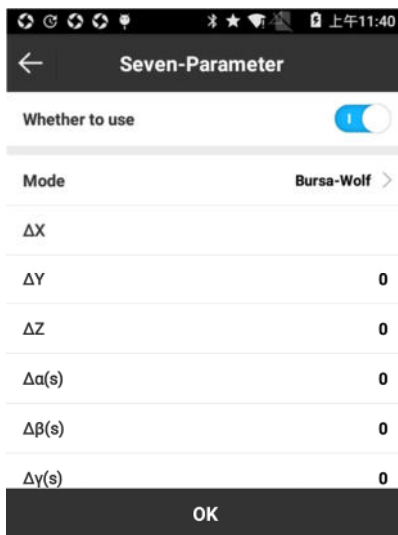 上午11:40
Seven-Parameter
Whether to use
Mode Bursa-Wolf
ΔX
ΔY 0
ΔZ 0
Δα(s) 0
Δβ(s) 0
Δγ(s) 0
OK